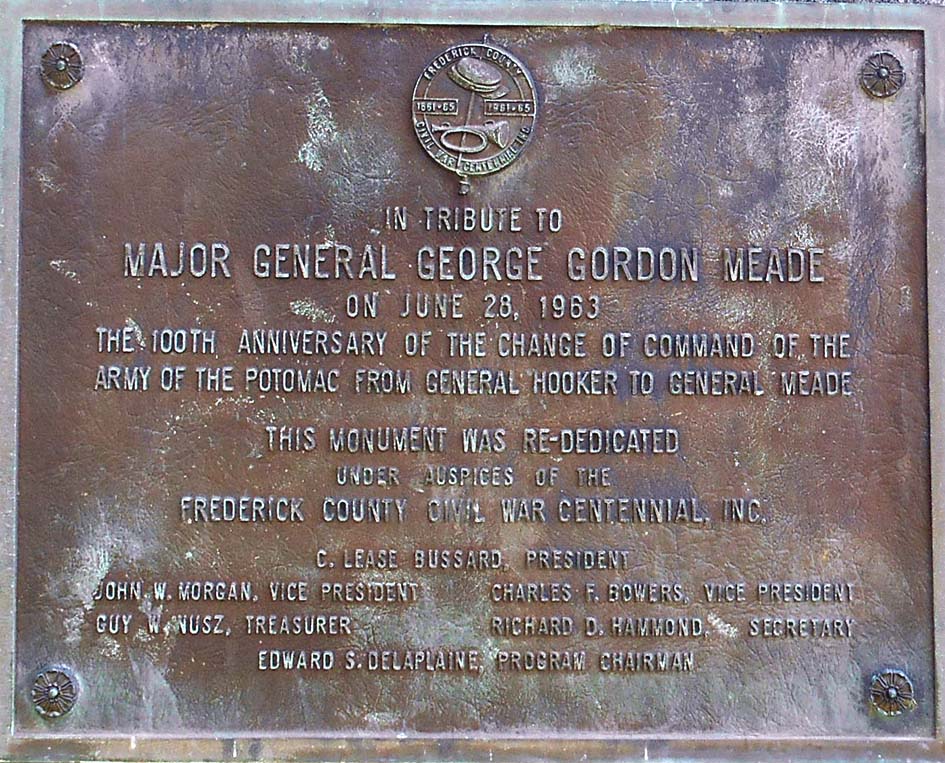 FREDERICK COUNTY
1861-65 1961-65
CIVIL WAR CENTENNIAL INC.
IN TRIBUTE TO
MAJOR GENERAL GEORGE GORDON MEADE
ON JUNE 28, 1963
THE 100TH ANNIVERSARY OF THE CHANGE OF COMMAND OF THE
ARMY OF THE POTOMAC FROM GENERAL HOOKER TO GENERAL MEADE
THIS MONUMENT WAS RE-DEDICATED
UNDER AUSPICES OF THE
FREDERICK COUNTY CIVIL WAR CENTENNIAL, INC.
C. LEASE BUSSARD, PRESIDENT
JOHN W. MORGAN, VICE PRESIDENT CHARLES F. BOWERS, VICE PRESIDENT
GUY W. NUSZ, TREASURER RICHARD D. HAMMOND, SECRETARY
EDWARD S. DELAPLAINE, PROGRAM CHAIRMAN